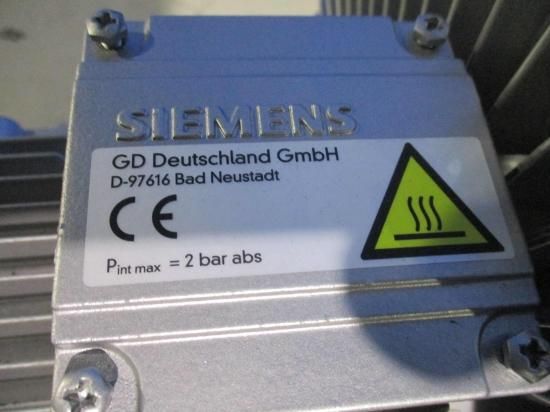 SIEMENS
GD Deutschland GmbH
D-97616 Bad Neustadt
CE
Pint max = 2 bar abs